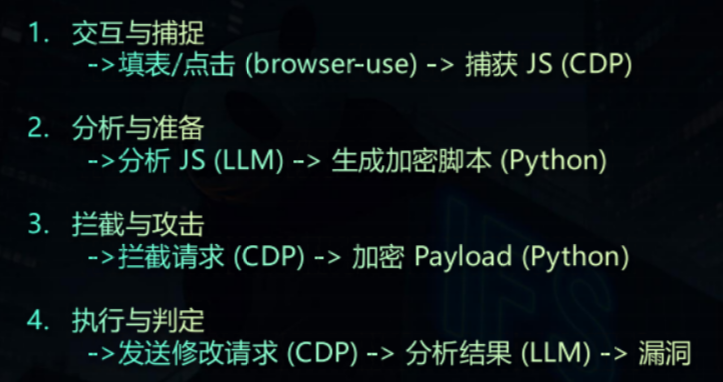 1. 交互与捕捉
->填表/点击 (browser-use) -> 捕获 JS (CDP)
2. 分析与准备
->分析 JS (LLM) -> 生成加密脚本 (Python)
3. 拦截与攻击
->拦截请求 (CDP) -> 加密 Payload (Python)
4. 执行与判定
->发送修改请求 (CDP) -> 分析结果 (LLM) -> 漏洞